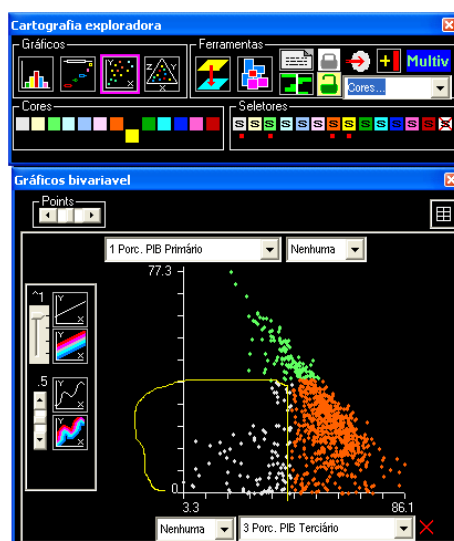 Cartografia exploradora
Gráficos
Ferramentas
Y
X
Z Y
X
Multiv
Cores...
Cores
Seletores
S S S S S S S S S S S S S S
Gráficos bivariavel
Points
1 Porc. PIB Primário
Nenhuma
77.3
^1
Y
X
Y
X
.5
Y
X
Y
X
0
3.3
86.1
Nenhuma
3 Porc. PIB Terciário